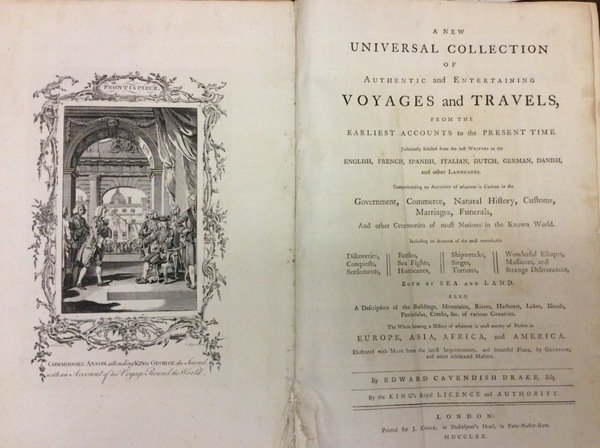 FRONTISPIECE.
COMMODORE ANSON attending KING GEORGE the Second,
with an Account of his Voyage Round the World.
A NEW
UNIVERSAL COLLECTION
OF
AUTHENTIC and ENTERTAINING
VOYAGES and TRAVELS,
FROM THE
EARLIEST ACCOUNTS to the PRESENT TIME.
Judiciously selected from the best WRITERS in the
ENGLISH, FRENCH, SPANISH, ITALIAN, DUTCH, GERMAN, DANISH,
and other LANGUAGES.
Comprehending an ACCOUNT of whatever is Curious in the
Government, Commerce, Natural History, Customs,
Marriages, Funerals,
And other Ceremonies of most Nations in the Known World.
Including an Account of the most remarkable
Discoveries, Battles, Shipwrecks, Wonderful Escapes,
Conquests, Sea Fights, Sieges, Massacres, and
Settlements, Hurricanes, Tortures, Strange Deliverances,
BOTH BY SEA AND LAND.
ALSO
A Description of the Buildings, Mountains, Rivers, Harbours, Lakes, Islands,
Peninsulas, Creeks, &c. of various Countries.
The Whole forming a History of whatever is most worthy of Notice in
EUROPE, ASIA, AFRICA, and AMERICA.
Illustrated with MAPS from the latest Improvements, and beautiful Plates, by GRIGNION,
and other celebrated Masters.
By EDWARD CAVENDISH DRAKE, Esq;
By the KING's Royal LICENCE and AUTHORITY.
LONDON:
Printed for J. COOKE, at Shakespear's Head, in Pater-Noster-Row.
MDCCLXX.